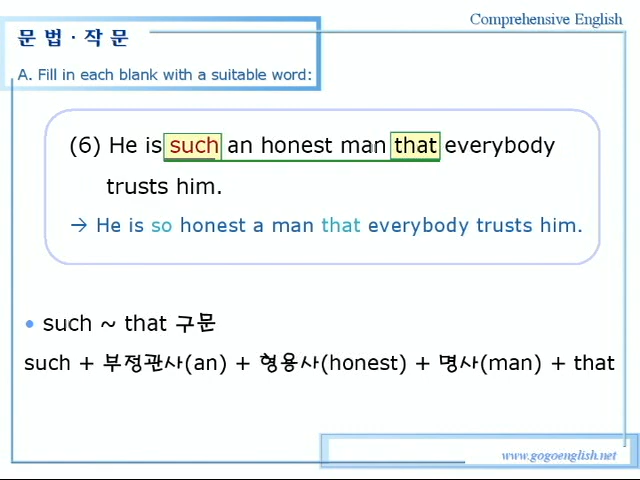 Comprehensive English
문 법 · 작 문
A. Fill in each blank with a suitable word:
(6) He is such an honest man that everybody
trusts him.
→ He is so honest a man that everybody trusts him.
• such ~ that 구문
such + 부정관사(an) + 형용사(honest) + 명사(man) + that
www.gogoenglish.net